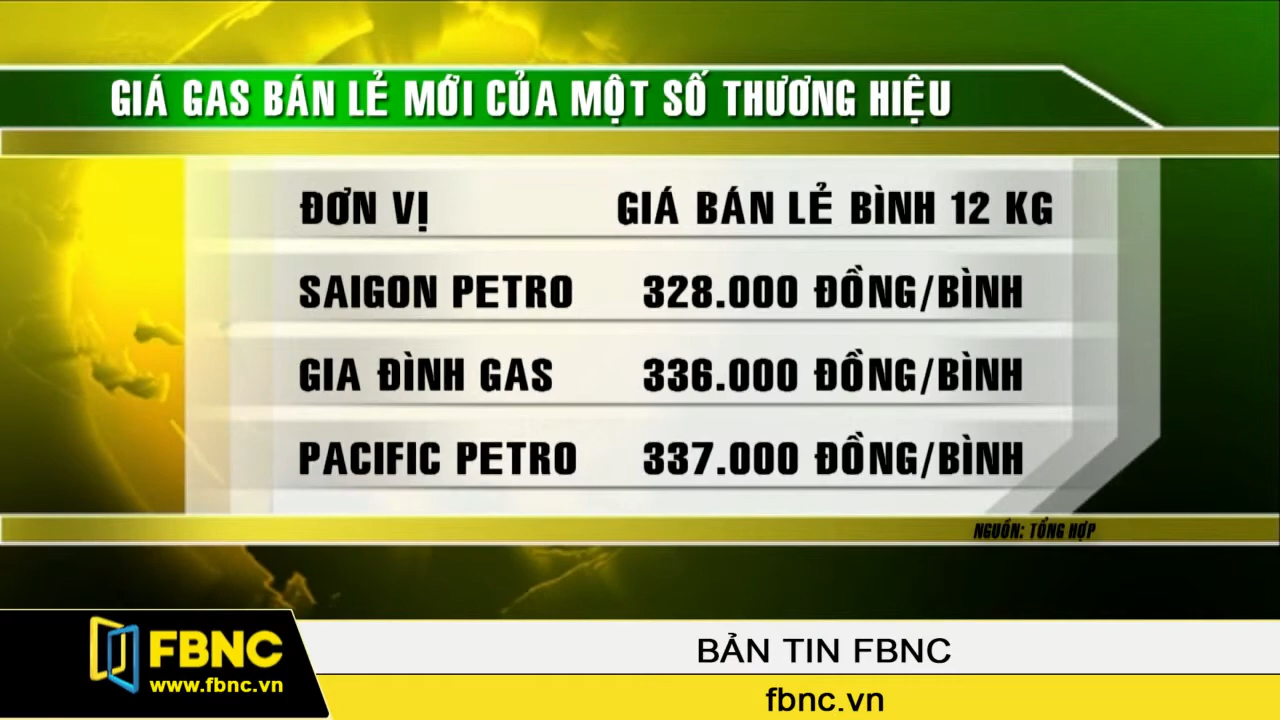 GIÁ GAS BÁN LẺ MỚI CỦA MỘT SỐ THƯƠNG HIỆU
ĐƠN VỊ GIÁ BÁN LẺ BÌNH 12 KG
SAIGON PETRO 328.000 ĐỒNG/BÌNH
GIA ĐÌNH GAS 336.000 ĐỒNG/BÌNH
PACIFIC PETRO 337.000 ĐỒNG/BÌNH
NGUỒN: TỔNG HỢP
FBNC
www.fbnc.vn
BẢN TIN FBNC
fbnc.vn